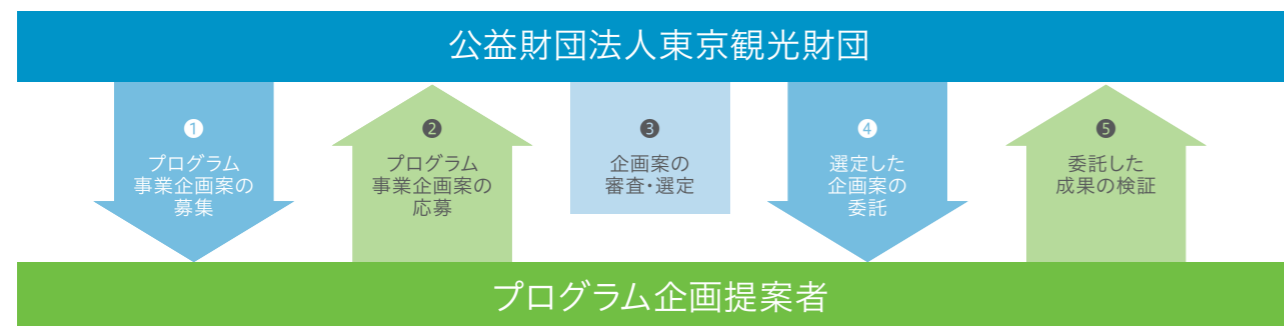 公益財団法人東京観光財団
❶
プログラム
事業企画案の
募集
❷
プログラム
事業企画案の
応募
❸
企画案の
審査・選定
❹
選定した
企画案の
委託
❺
委託した
成果の検証
プログラム企画提案者